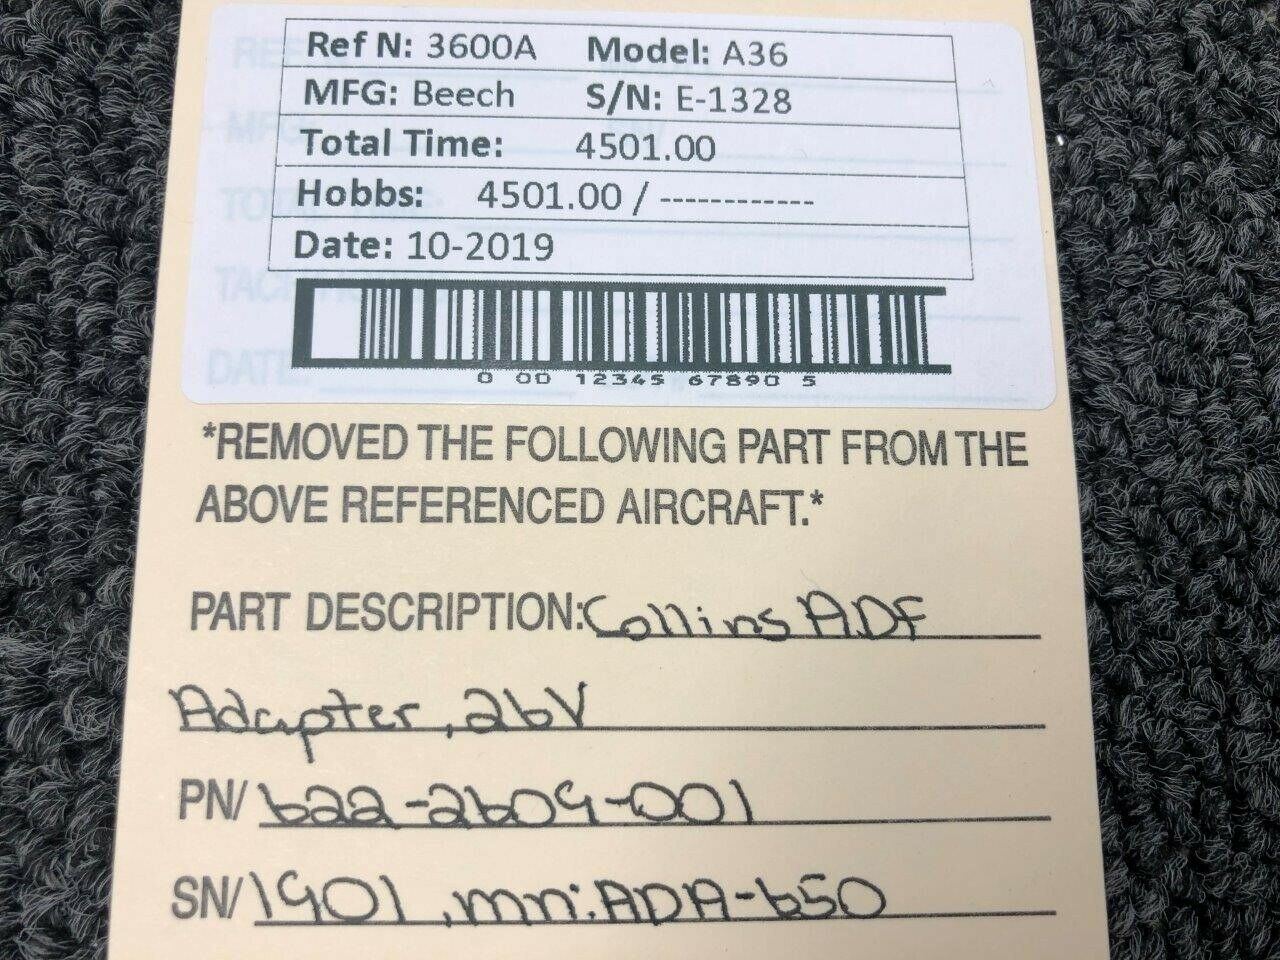 Ref N: 3600A Model: A36
MFG: Beech S/N: E-1328
Total Time: 4501.00
Hobbs: 4501.00 / ------------
Date: 10-2019
0 00 12345 67890 5
*REMOVED THE FOLLOWING PART FROM THE
ABOVE REFERENCED AIRCRAFT.*
PART DESCRIPTION: Collins ADF
Adapter, 26V
PN/ 622-2609-001
SN/ 1901, mn: ADA-650